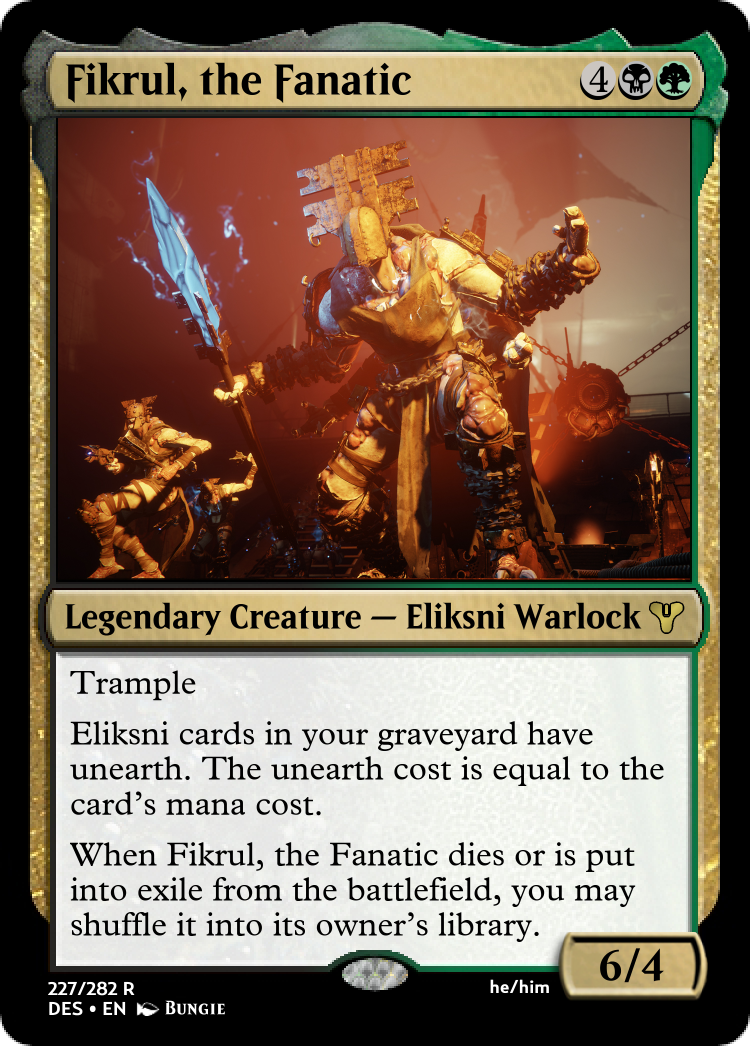 Fikrul, the Fanatic 4
Legendary Creature — Eliksni Warlock
Trample
Eliksni cards in your graveyard have
unearth. The unearth cost is equal to the
card's mana cost.
When Fikrul, the Fanatic dies or is put
into exile from the battlefield, you may
shuffle it into its owner's library.
6/4
227/282 R
he/him
DES • EN Bungie